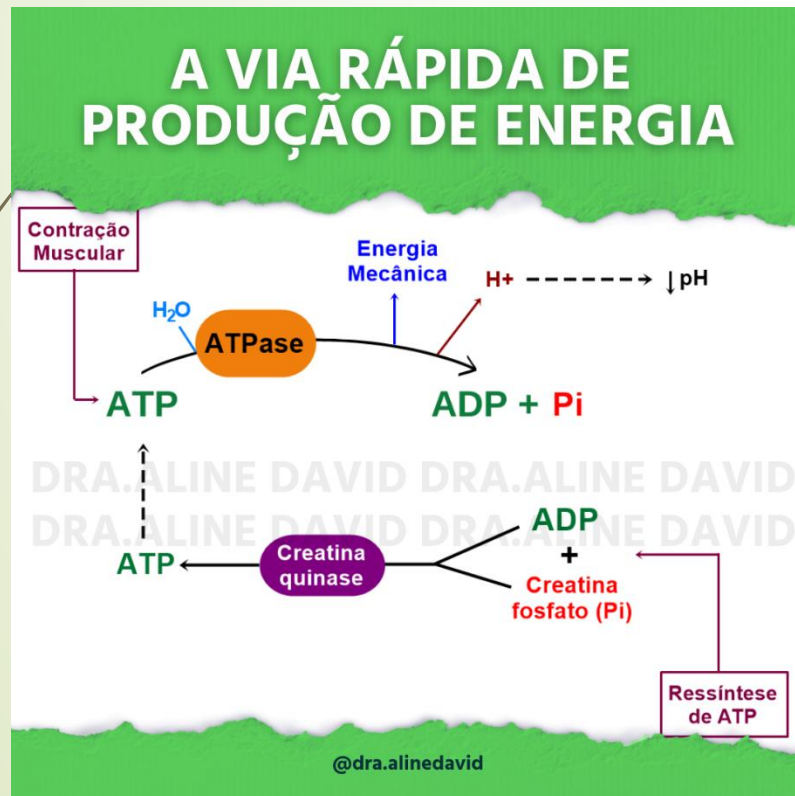 A VIA RÁPIDA DE
PRODUÇÃO DE ENERGIA
Contração
Muscular
Energia
Mecânica
H+
↓ pH
H₂O
ATPase
ATP
ADP + Pi
DRA.ALINE DAVID DRA.ALINE DAVID
DRA.ALINE DAVID DRA.ALINE DAVID
ATP
Creatina
quinase
ADP
+
Creatina
fosfato (Pi)
Ressíntese
de ATP
@dra.alinedavid